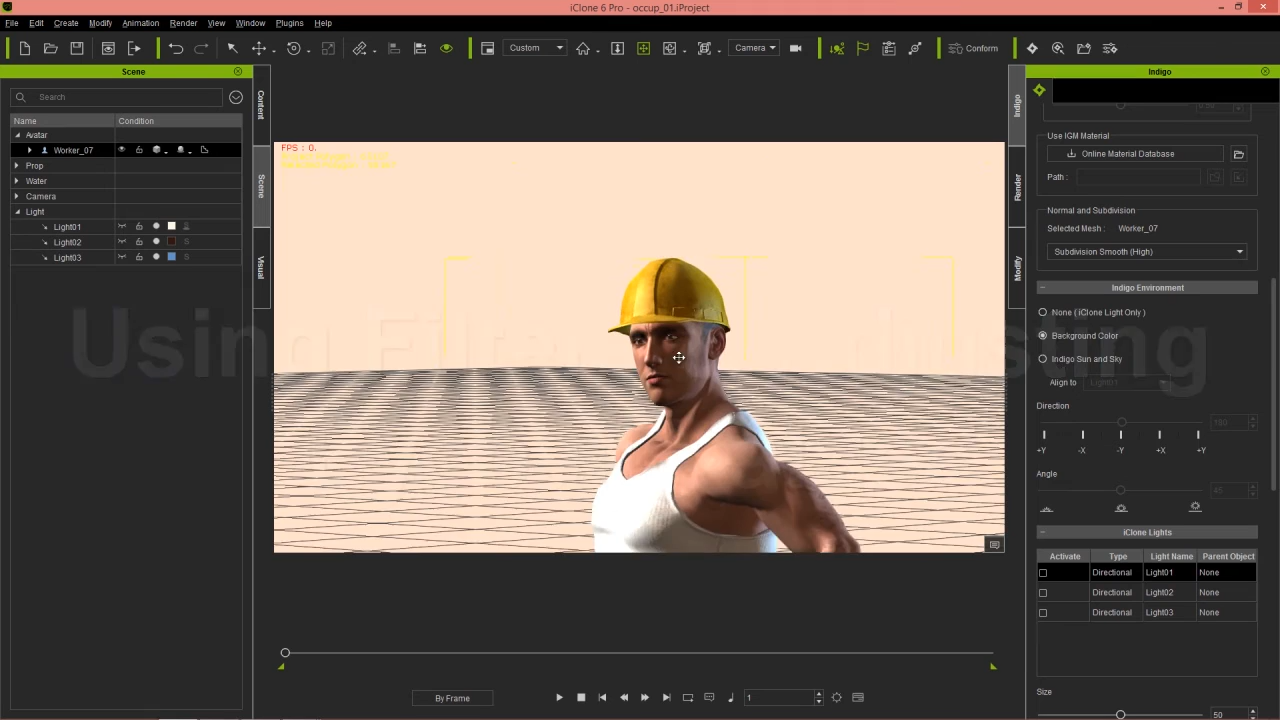 iClone 6 Pro - occup_01.iProject
File Edit Create Modify Animation Render View Window Plugins Help
Custom Camera Conform
Scene
Indigo
Search
Name Condition
Avatar
Worker_07
Prop
Water
Camera
Light
Light01
Light02
Light03
Content
Scene
Visual
FPS : 0.
Indigo
Render
Modify
Use IGM Material
Online Material Database
Path :
Normal and Subdivision
Selected Mesh : Worker_07
Subdivision Smooth (High)
Indigo Environment
None ( iClone Light Only )
Background Color
Indigo Sun and Sky
Align to Light01
Direction
180
+Y -X -Y +X +Y
Angle
45
iClone Lights
Activate Type Light Name Parent Object
Directional Light01 None
Directional Light02 None
Directional Light03 None
Size
50
By Frame
1